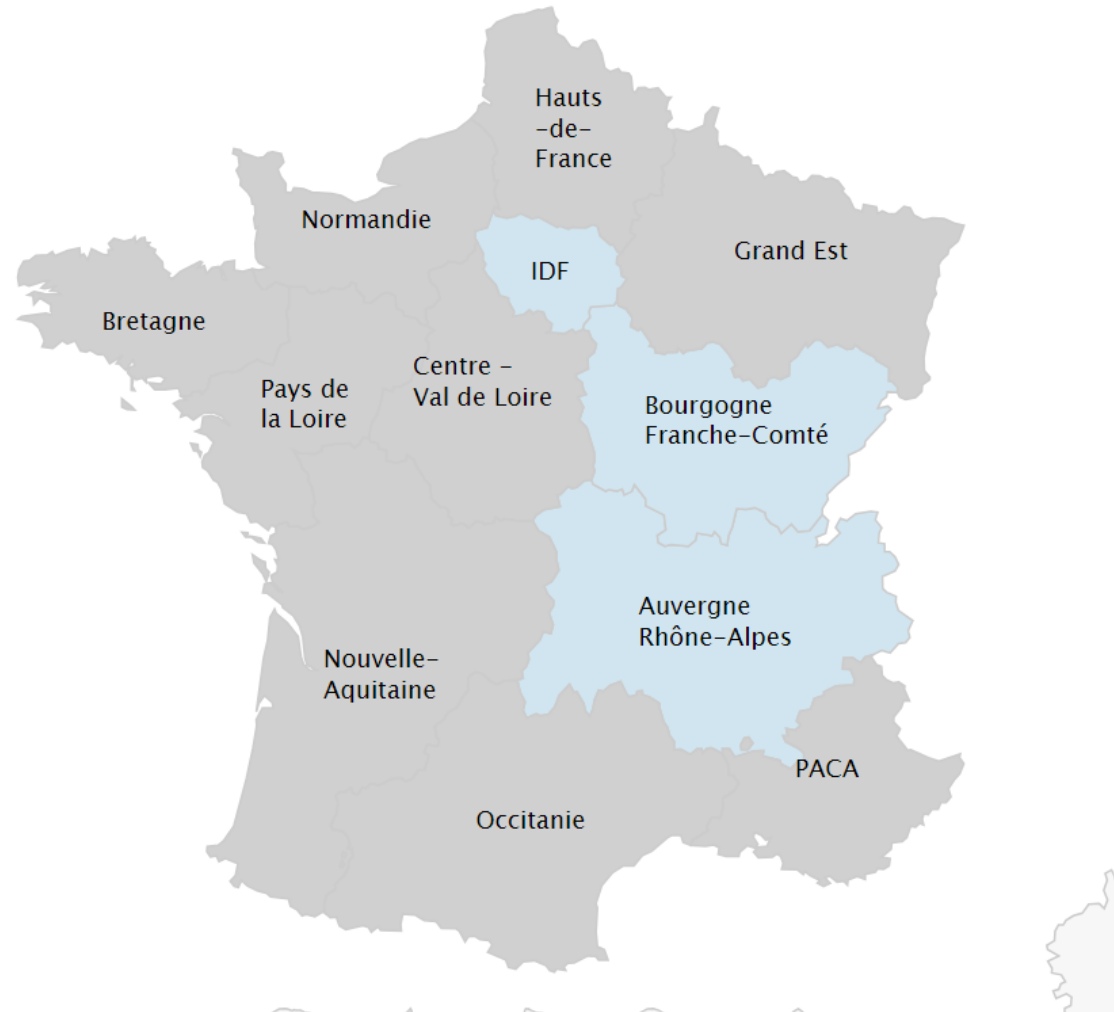 Hauts
-de-
France
Normandie
Grand Est
IDF
Bretagne
Centre -
Val de Loire
Pays de
la Loire
Bourgogne
Franche-Comté
Auvergne
Rhône-Alpes
Nouvelle-
Aquitaine
PACA
Occitanie